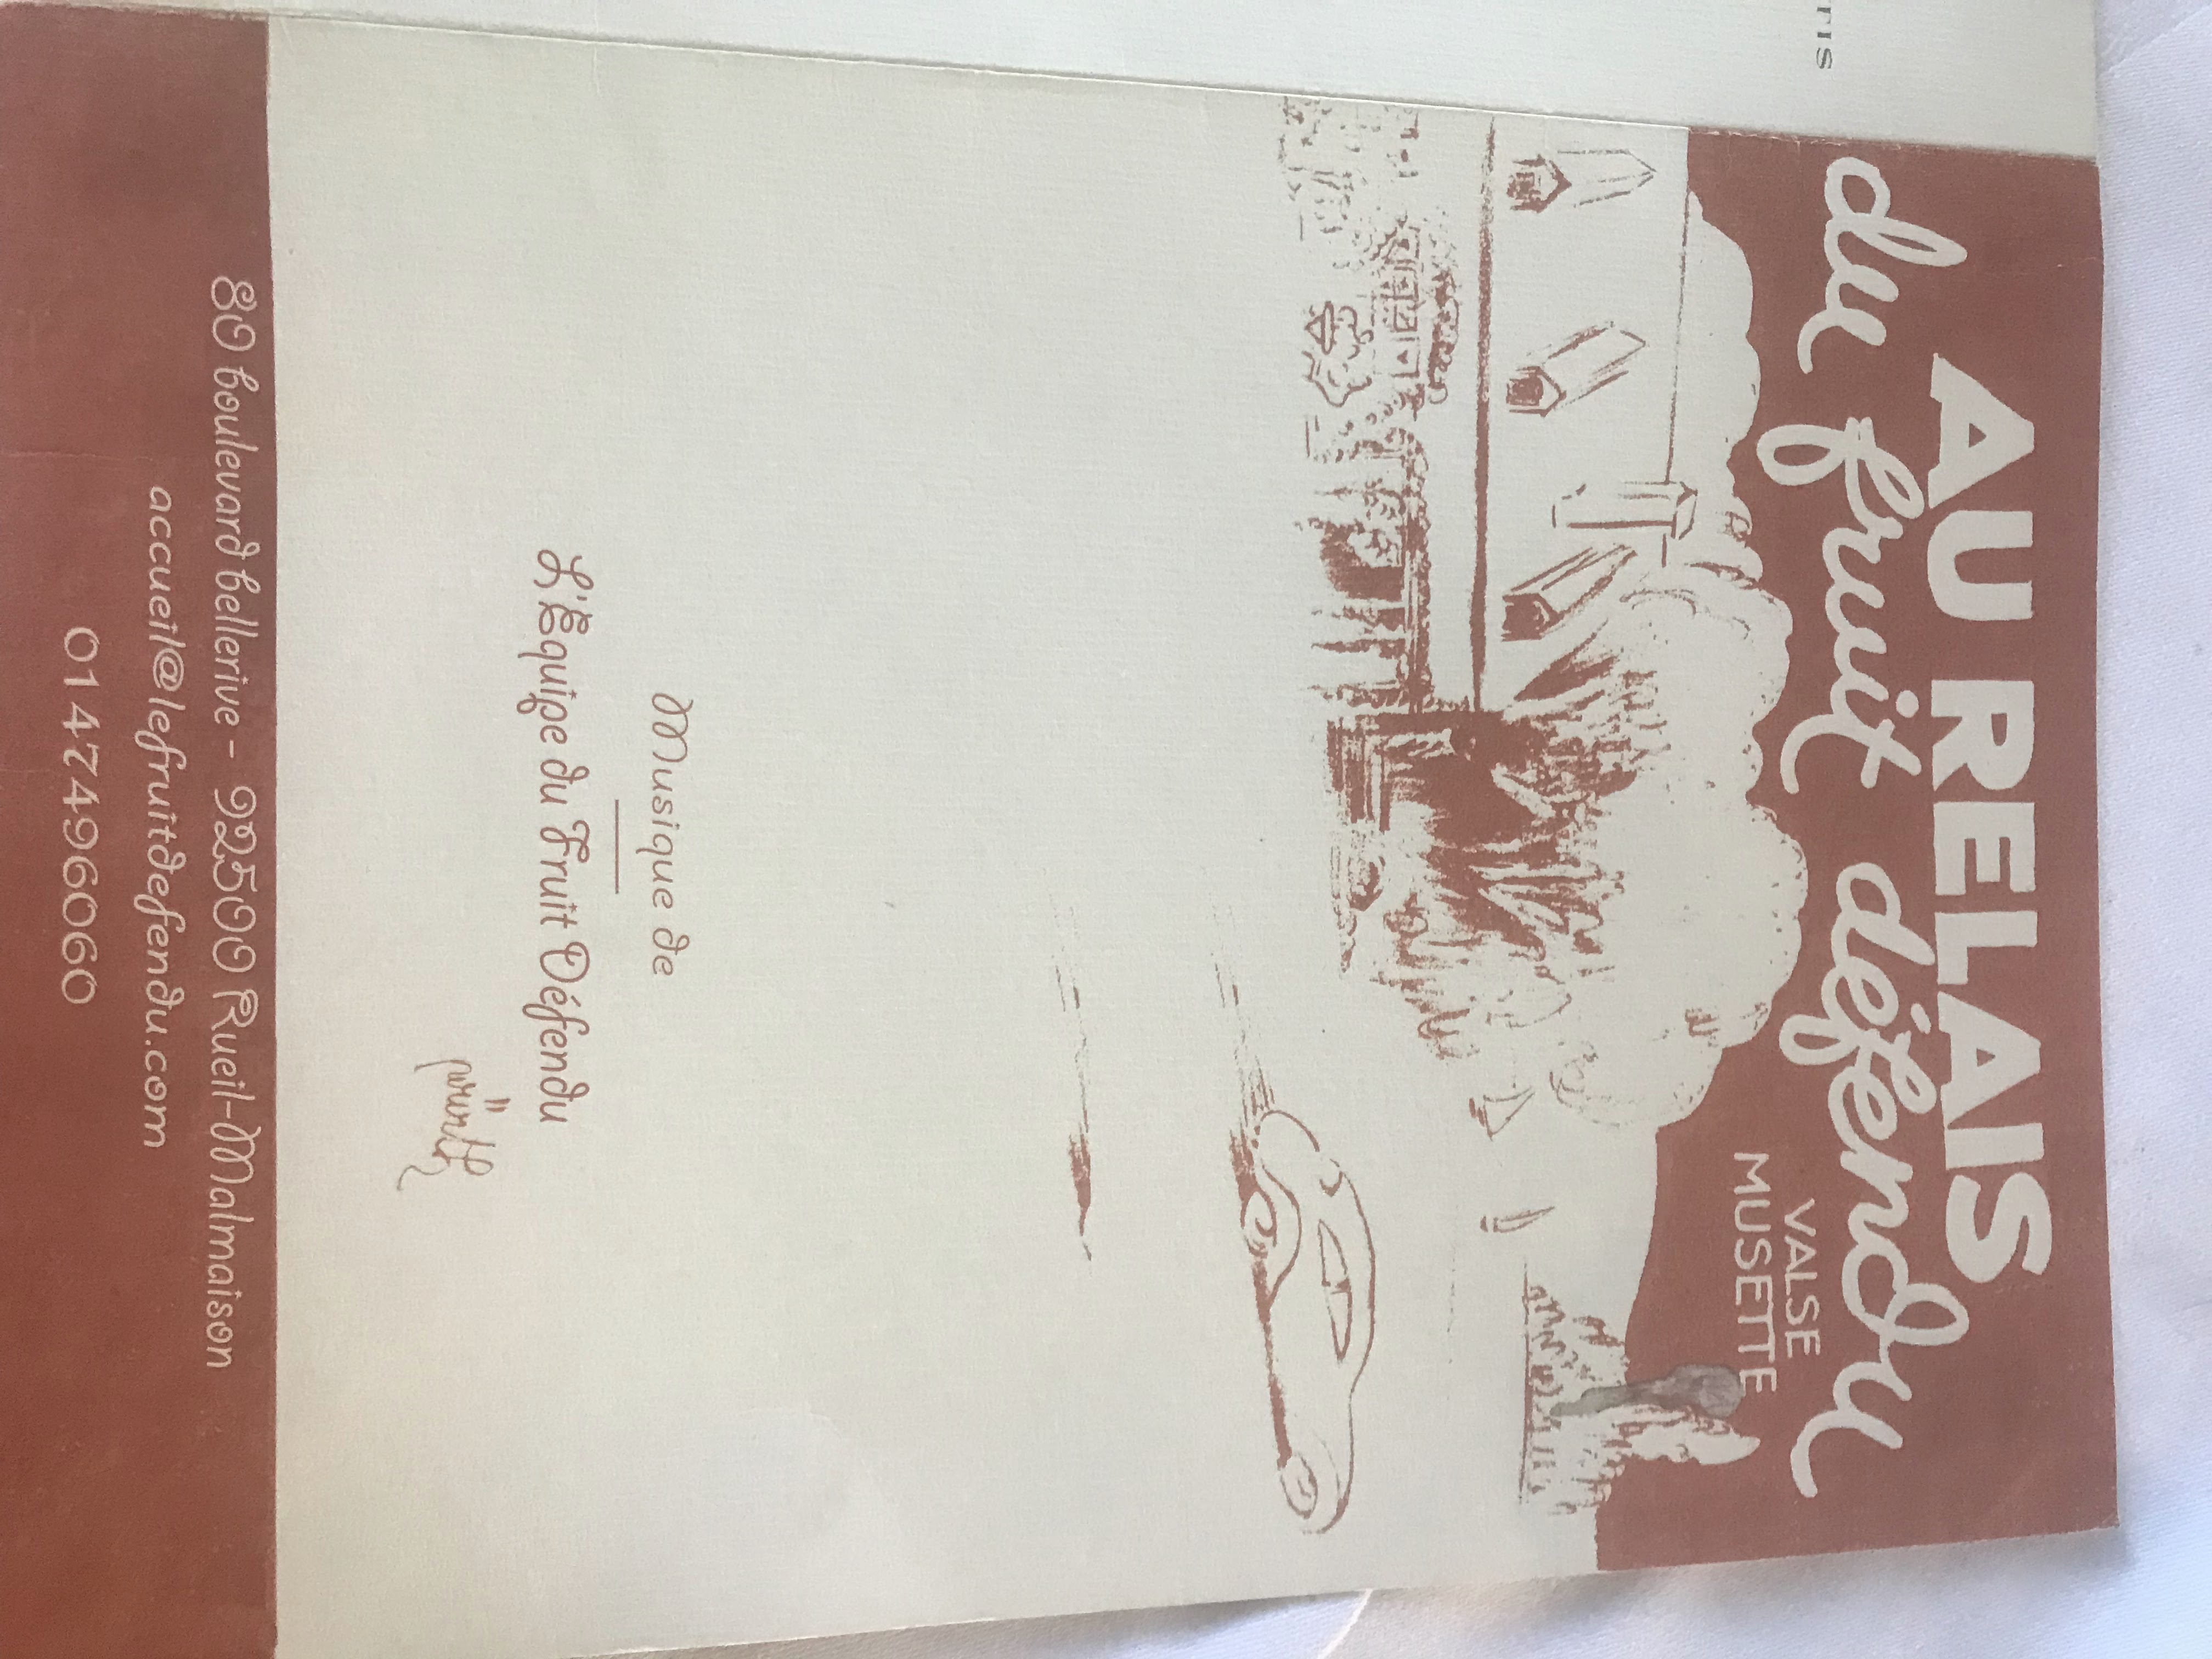 AU RELAIS
du fruit défendu
VALSE
MUSETTE
Musique de
L'Équipe du Fruit Défendu
80 boulevard bellerive - 92500 Rueil-Malmaison
accueil@lefruitdefendu.com
0147496060